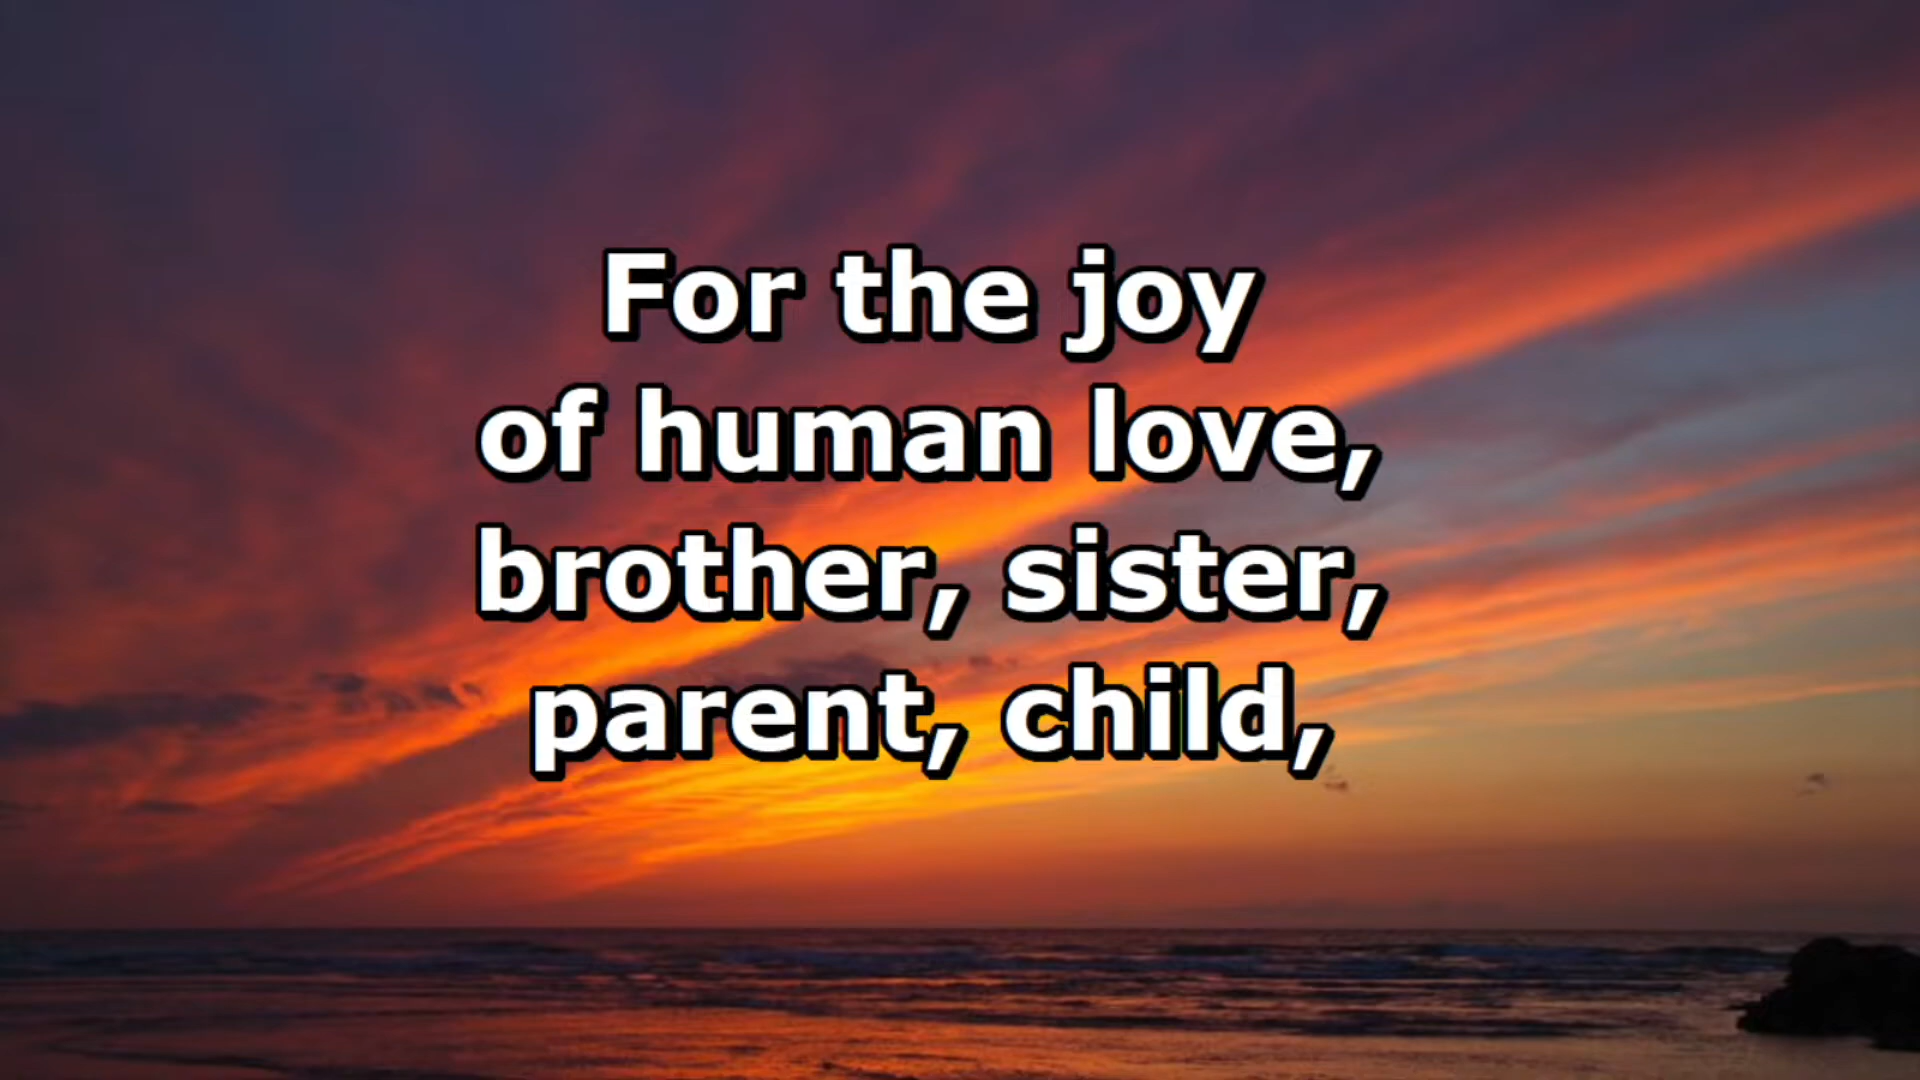 For the joy
of human love,
brother, sister,
parent, child,